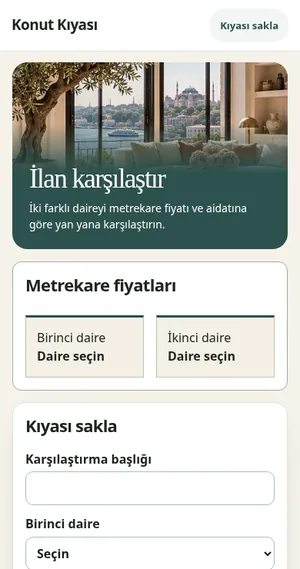 Konut Kıyası
Kıyası sakla
İlan karşılaştır
İki farklı daireyi metrekare fiyatı ve aidatına
göre yan yana karşılaştırın.
Metrekare fiyatları
Birinci daire
Daire seçin
İkinci daire
Daire seçin
Kıyası sakla
Karşılaştırma başlığı
Birinci daire
Seçin